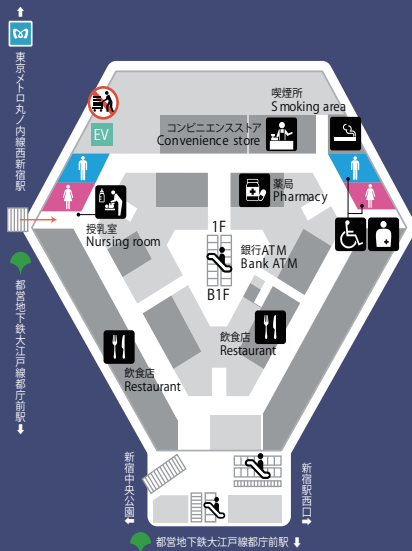 東京メトロ丸ノ内線西新宿駅
喫煙所
Smoking area
コンビニエンスストア
Convenience store
EV
薬局
Pharmacy
授乳室
Nursing room
1F
銀行ATM
Bank ATM
B1F
都営地下鉄大江戸線都庁前駅
飲食店
Restaurant
飲食店
Restaurant
新宿中央公園
新宿駅西口
都営地下鉄大江戸線都庁前駅